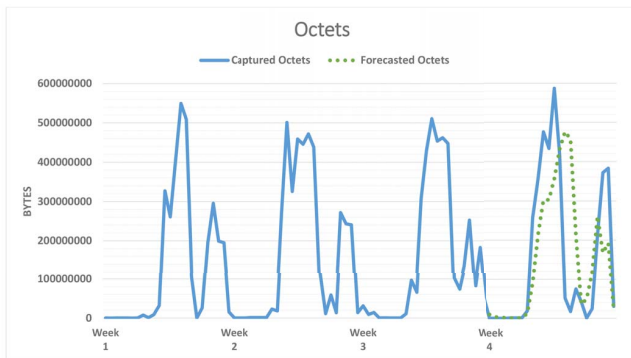 Octets
Captured Octets Forecasted Octets
600000000
500000000
400000000
300000000
200000000
100000000
0
BYTES
Week 1
Week 2
Week 3
Week 4